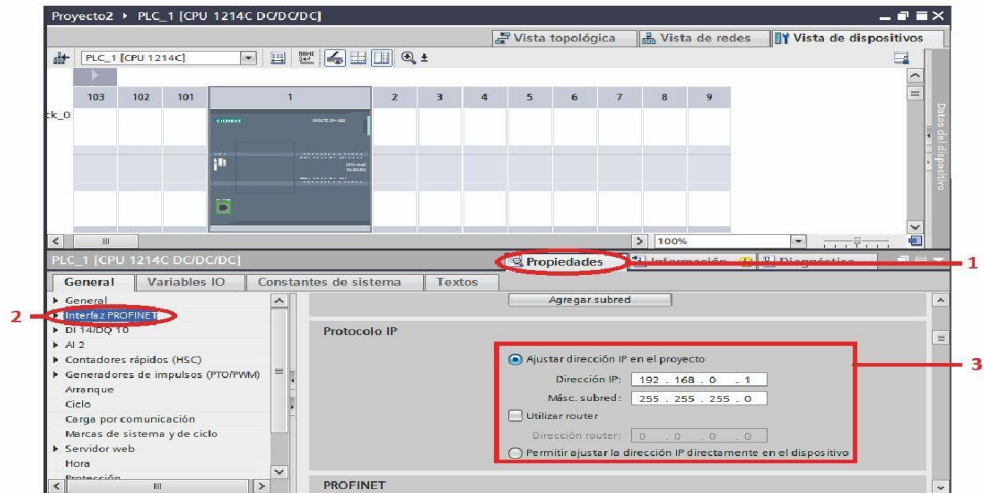 Proyecto2 ▸ PLC_1 [CPU 1214C DC/DC/DC]
Vista topológica Vista de redes Vista de dispositivos
PLC_1 [CPU 1214C]
103 102 101 1 2 3 4 5 6 7 8 9
ck_0
SIEMENS
Datos del dispositivo
100%
PLC_1 [CPU 1214C DC/DC/DC]
Propiedades Información Diagnóstico
1
General Variables IO Constantes de sistema Textos
General
Interfaz PROFINET
2
DI 14/DQ 10
AI 2
Contadores rápidos (HSC)
Generadores de impulsos (PTO/PWM)
Arranque
Ciclo
Carga por comunicación
Marcas de sistema y de ciclo
Servidor web
Hora
Protección
Agregar subred
Protocolo IP
Ajustar dirección IP en el proyecto
Dirección IP: 192 . 168 . 0 . 1
Másc. subred: 255 . 255 . 255 . 0
3
Utilizar router
Dirección router: 0 . 0 . 0 . 0
Permitir ajustar la dirección IP directamente en el dispositivo
PROFINET